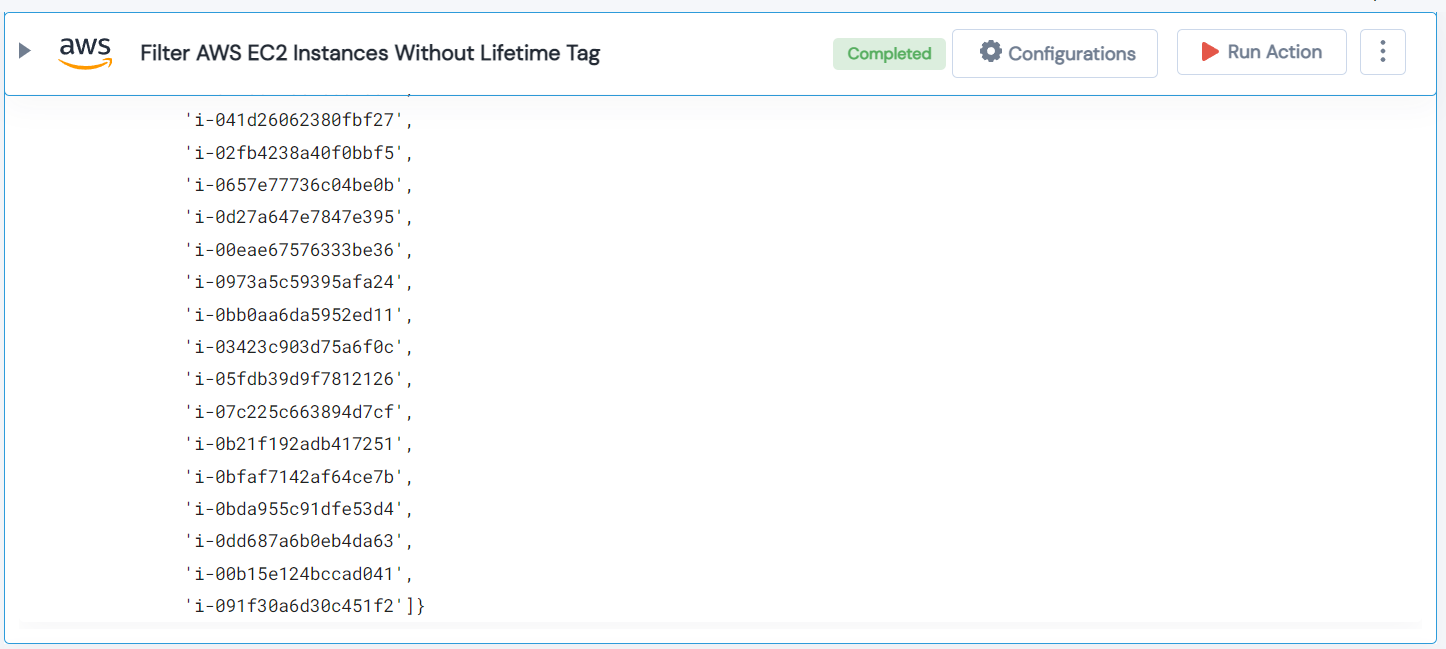 aws Filter AWS EC2 Instances Without Lifetime Tag Completed Configurations Run Action
'i-041d26062380fbf27',
'i-02fb4238a40f0bbf5',
'i-0657e77736c04be0b',
'i-0d27a647e7847e395',
'i-00eae67576333be36',
'i-0973a5c59395afa24',
'i-0bb0aa6da5952ed11',
'i-03423c903d75a6f0c',
'i-05fdb39d9f7812126',
'i-07c225c663894d7cf',
'i-0b21f192adb417251',
'i-0bfaf7142af64ce7b',
'i-0bda955c91dfe53d4',
'i-0dd687a6b0eb4da63',
'i-00b15e124bccad041',
'i-091f30a6d30c451f2']}